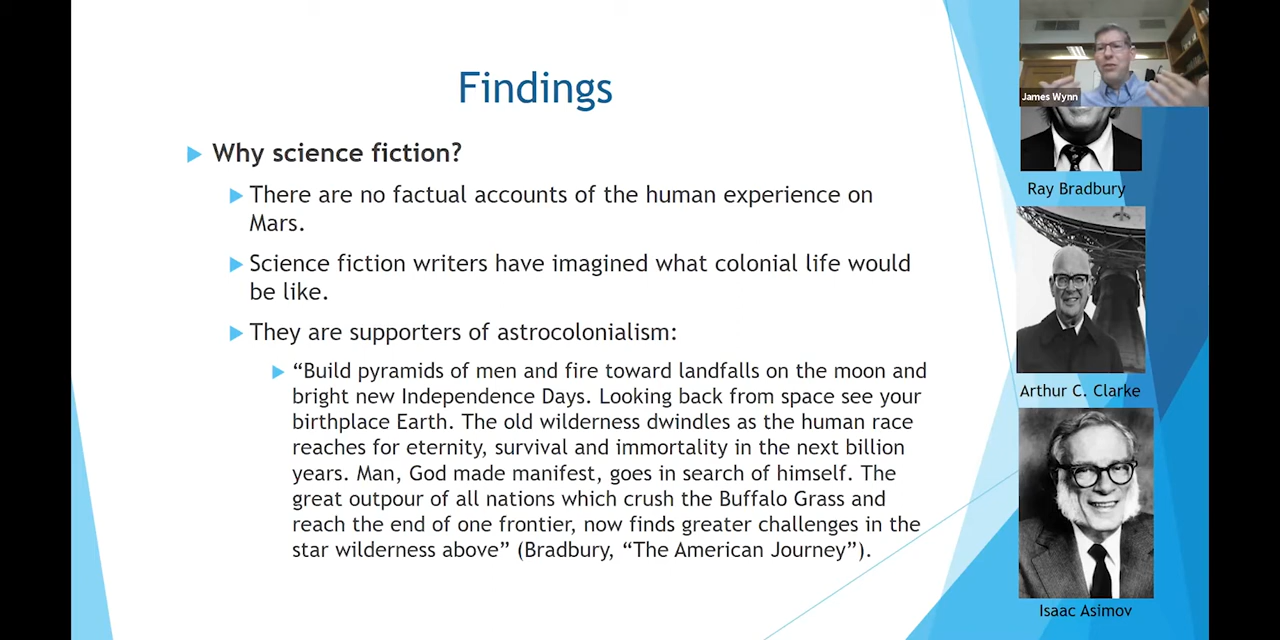 Findings
Why science fiction?
There are no factual accounts of the human experience on
Mars.
Science fiction writers have imagined what colonial life would
be like.
They are supporters of astrocolonialism:
“Build pyramids of men and fire toward landfalls on the moon and
bright new Independence Days. Looking back from space see your
birthplace Earth. The old wilderness dwindles as the human race
reaches for eternity, survival and immortality in the next billion
years. Man, God made manifest, goes in search of himself. The
great outpour of all nations which crush the Buffalo Grass and
reach the end of one frontier, now finds greater challenges in the
star wilderness above” (Bradbury, “The American Journey”).
James Wynn
Ray Bradbury
Arthur C. Clarke
Isaac Asimov